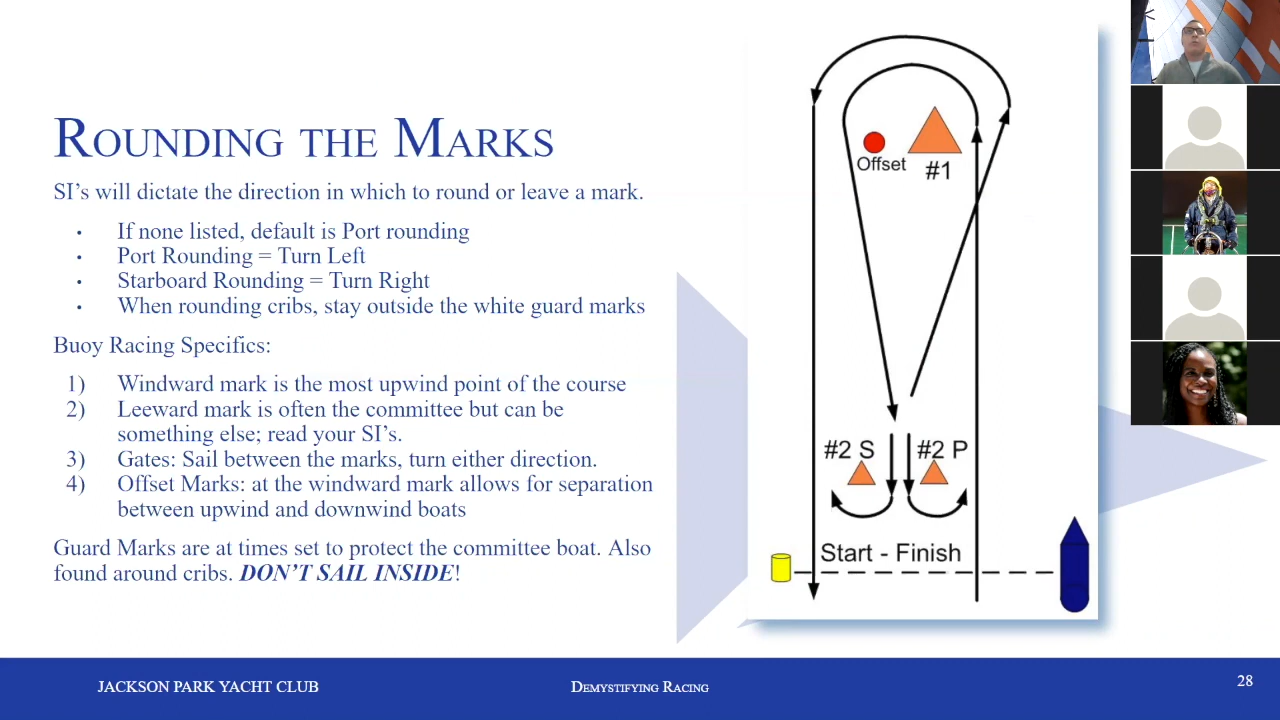 ROUNDING THE MARKS
SI's will dictate the direction in which to round or leave a mark.
• If none listed, default is Port rounding
• Port Rounding = Turn Left
• Starboard Rounding = Turn Right
• When rounding cribs, stay outside the white guard marks
Buoy Racing Specifics:
1) Windward mark is the most upwind point of the course
2) Leeward mark is often the committee but can be
something else; read your SI's.
3) Gates: Sail between the marks, turn either direction.
4) Offset Marks: at the windward mark allows for separation
between upwind and downwind boats
Guard Marks are at times set to protect the committee boat. Also
found around cribs. DON'T SAIL INSIDE!
Offset
#1
#2 S
#2 P
Start - Finish
JACKSON PARK YACHT CLUB
DEMYSTIFYING RACING
28